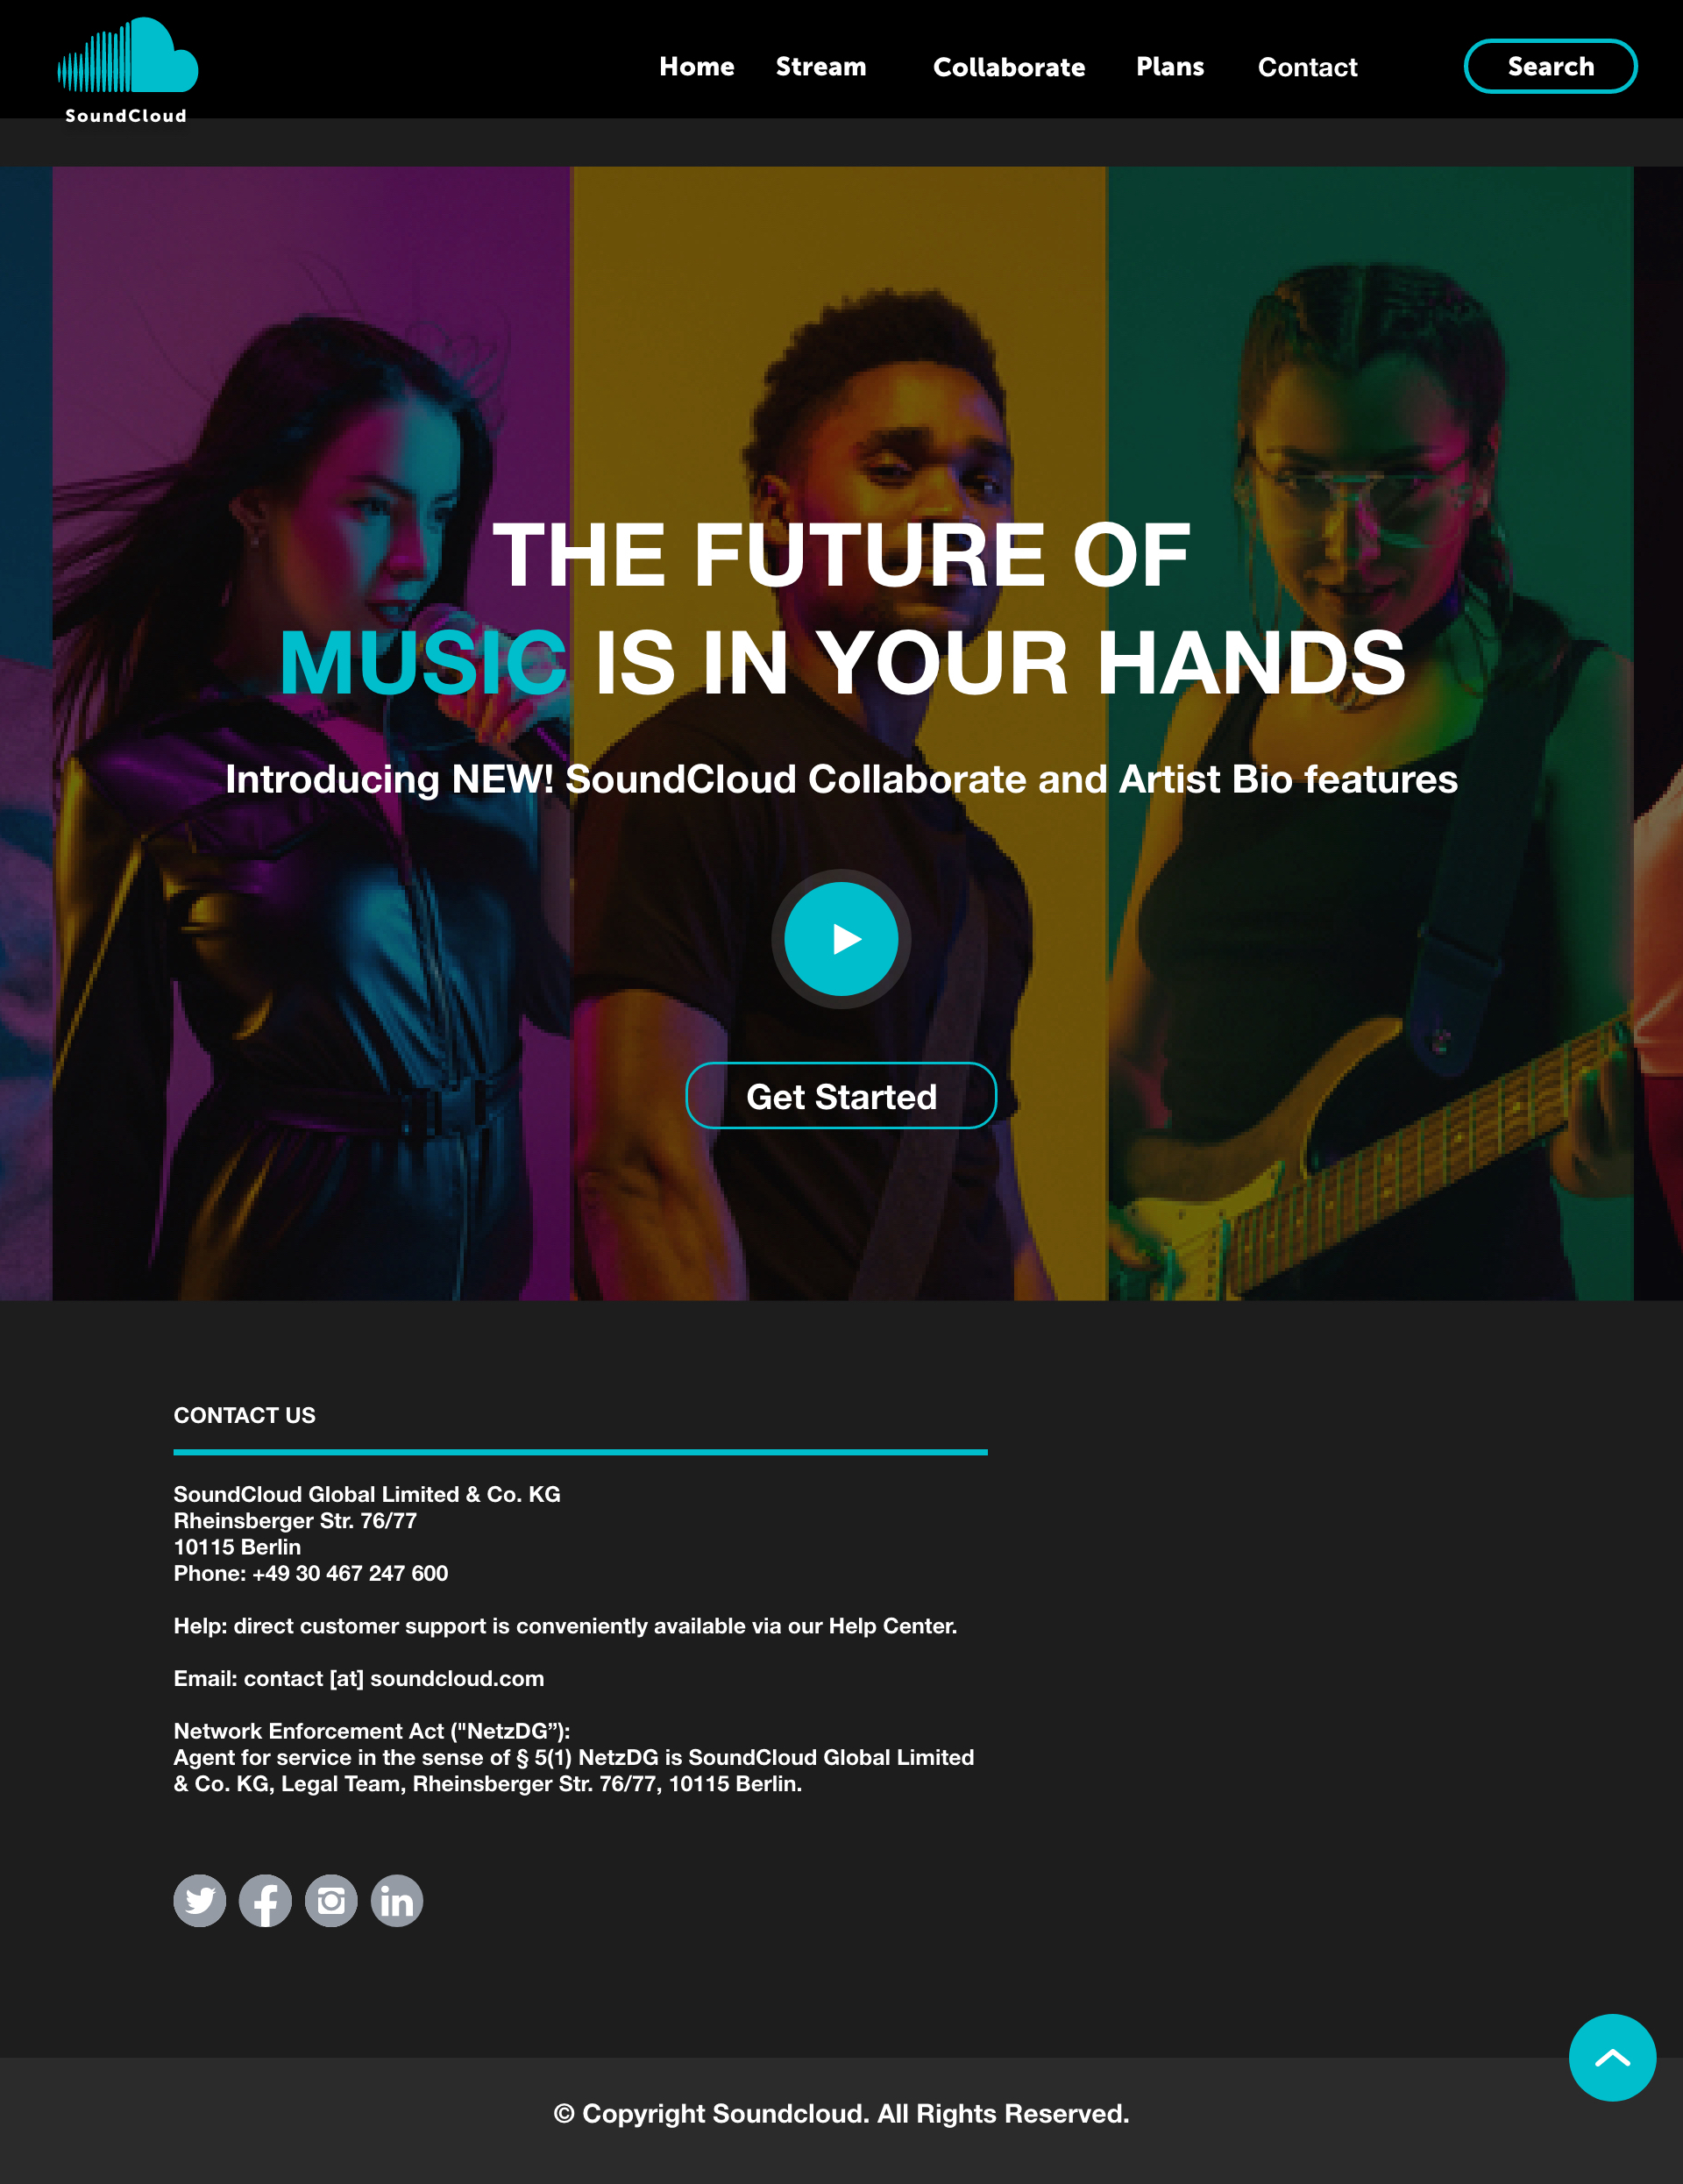 SoundCloud
Home Stream Collaborate Plans Contact Search
THE FUTURE OF
MUSIC IS IN YOUR HANDS
Introducing NEW! SoundCloud Collaborate and Artist Bio features
Get Started
CONTACT US
SoundCloud Global Limited & Co. KG
Rheinsberger Str. 76/77
10115 Berlin
Phone: +49 30 467 247 600
Help: direct customer support is conveniently available via our Help Center.
Email: contact [at] soundcloud.com
Network Enforcement Act ("NetzDG”):
Agent for service in the sense of § 5(1) NetzDG is SoundCloud Global Limited
& Co. KG, Legal Team, Rheinsberger Str. 76/77, 10115 Berlin.
© Copyright Soundcloud. All Rights Reserved.